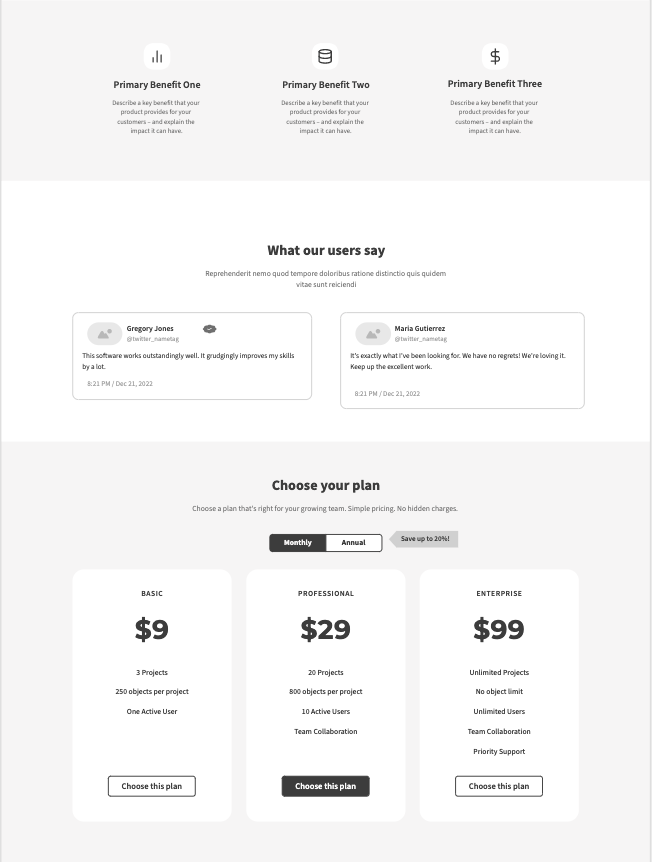 Primary Benefit One
Describe a key benefit that your
product provides for your
customers – and explain the
impact it can have.
Primary Benefit Two
Describe a key benefit that your
product provides for your
customers – and explain the
impact it can have.
Primary Benefit Three
Describe a key benefit that your
product provides for your
customers – and explain the
impact it can have.
What our users say
Reprehenderit nemo quod tempore doloribus ratione distinctio quis quidem
vitae sunt reiciendi
Gregory Jones
@twitter_nametag
This software works outstandingly well. It grudgingly improves my skills
by a lot.
8:21 PM / Dec 21, 2022
Maria Gutierrez
@twitter_nametag
It's exactly what I've been looking for. We have no regrets! We're loving it.
Keep up the excellent work.
8:21 PM / Dec 21, 2022
Choose your plan
Choose a plan that's right for your growing team. Simple pricing. No hidden charges.
Monthly
Annual
Save up to 20%!
BASIC
$9
3 Projects
250 objects per project
One Active User
Choose this plan
PROFESSIONAL
$29
20 Projects
800 objects per project
10 Active Users
Team Collaboration
Choose this plan
ENTERPRISE
$99
Unlimited Projects
No object limit
Unlimited Users
Team Collaboration
Priority Support
Choose this plan